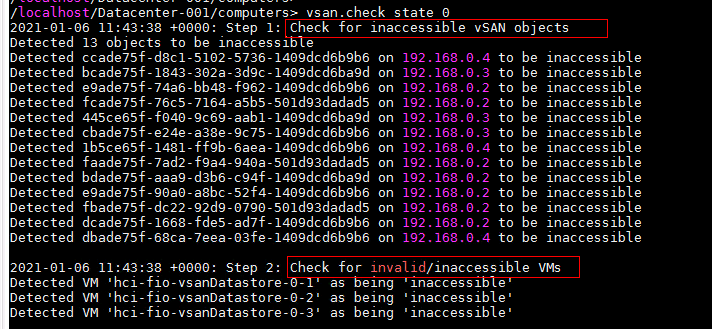 /localhost/Datacenter-001/computers>
/localhost/Datacenter-001/computers> vsan.check state 0
2021-01-06 11:43:38 +0000: Step 1: Check for inaccessible vSAN objects
Detected 13 objects to be inaccessible
Detected ccade75f-d8c1-5102-5736-1409dcd6b9b6 on 192.168.0.4 to be inaccessible
Detected bcade75f-1843-302a-3d9c-1409dc6ba9d on 192.168.0.3 to be inaccessible
Detected e9ade75f-74a6-bb48-f962-1409dcd6b9b6 on 192.168.0.2 to be inaccessible
Detected fcade75f-76c5-7164-a5b5-501d93dadad5 on 192.168.0.2 to be inaccessible
Detected 445ce65f-f040-9c69-aab1-1409dcd6ba9d on 192.168.0.3 to be inaccessible
Detected cbade75f-e24e-a38e-9c75-1409dcd6b9b6 on 192.168.0.3 to be inaccessible
Detected 1b5ce65f-1481-ff9b-6aea-1409dcd6b9b6 on 192.168.0.4 to be inaccessible
Detected faade75f-7ad2-f9a4-940a-501d93dadad5 on 192.168.0.2 to be inaccessible
Detected bdade75f-aaa9-d3b6-c94f-1409dcd6b9b6 on 192.168.0.2 to be inaccessible
Detected e9ade75f-90a0-a8bc-52f4-1409dcd6b9b6 on 192.168.0.2 to be inaccessible
Detected fbade75f-dc22-92d9-0790-501d93dadad5 on 192.168.0.2 to be inaccessible
Detected dcade75f-1668-fde5-ad7f-1409dcd6b9b6 on 192.168.0.2 to be inaccessible
Detected dbade75f-68ca-7eea-03fe-1409dcd6b9b6 on 192.168.0.4 to be inaccessible
2021-01-06 11:43:38 +0000: Step 2: Check for invalid/inaccessible VMs
Detected VM 'hci-fio-vsanDatastore-0-1' as being 'inaccessible'
Detected VM 'hci-fio-vsanDatastore-0-2' as being 'inaccessible'
Detected VM 'hci-fio-vsanDatastore-0-3' as being 'inaccessible'